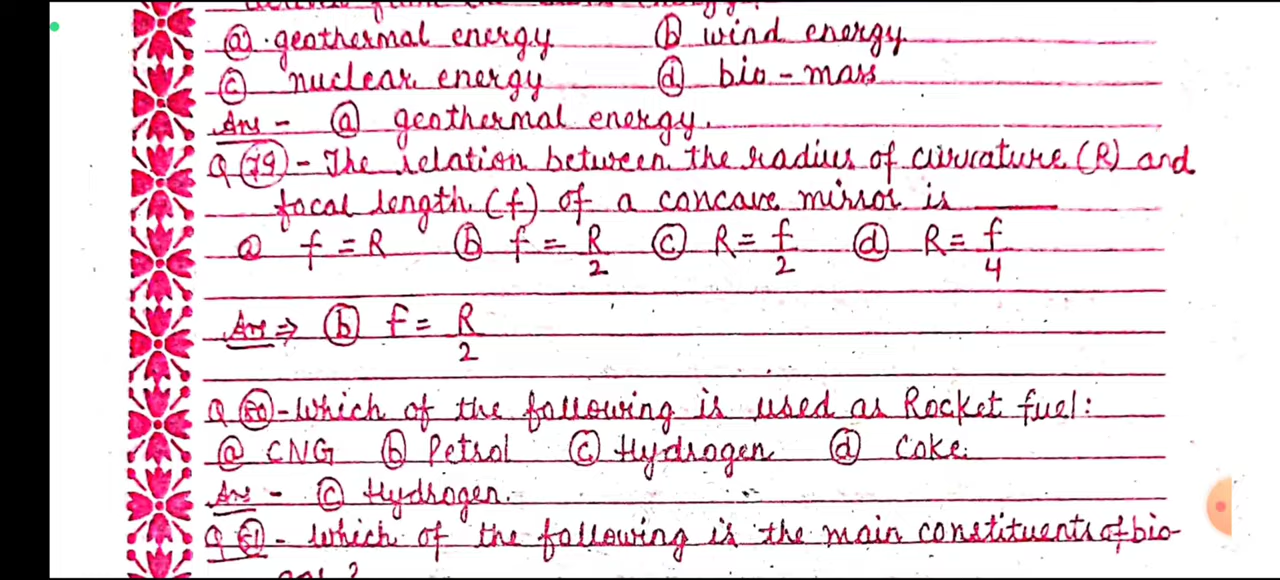 ⓐ geothermal energy ⓑ wind energy
ⓒ nuclear energy ⓓ bio-mass
Ans - ⓐ geothermal energy.
Q (79) - The relation between the radius of curvature (R) and
focal length (f) of a concave mirror is ____
ⓐ f = R ⓑ f = R/2 ⓒ R = f/2 ⓓ R = f/4
Ans ⇒ ⓑ f = R/2
Q (80) - Which of the following is used as Rocket fuel:
ⓐ CNG ⓑ Petrol ⓒ Hydrogen ⓓ Coke.
Ans - ⓒ Hydrogen.
Q (81) - Which of the following is the main constituents of bio-